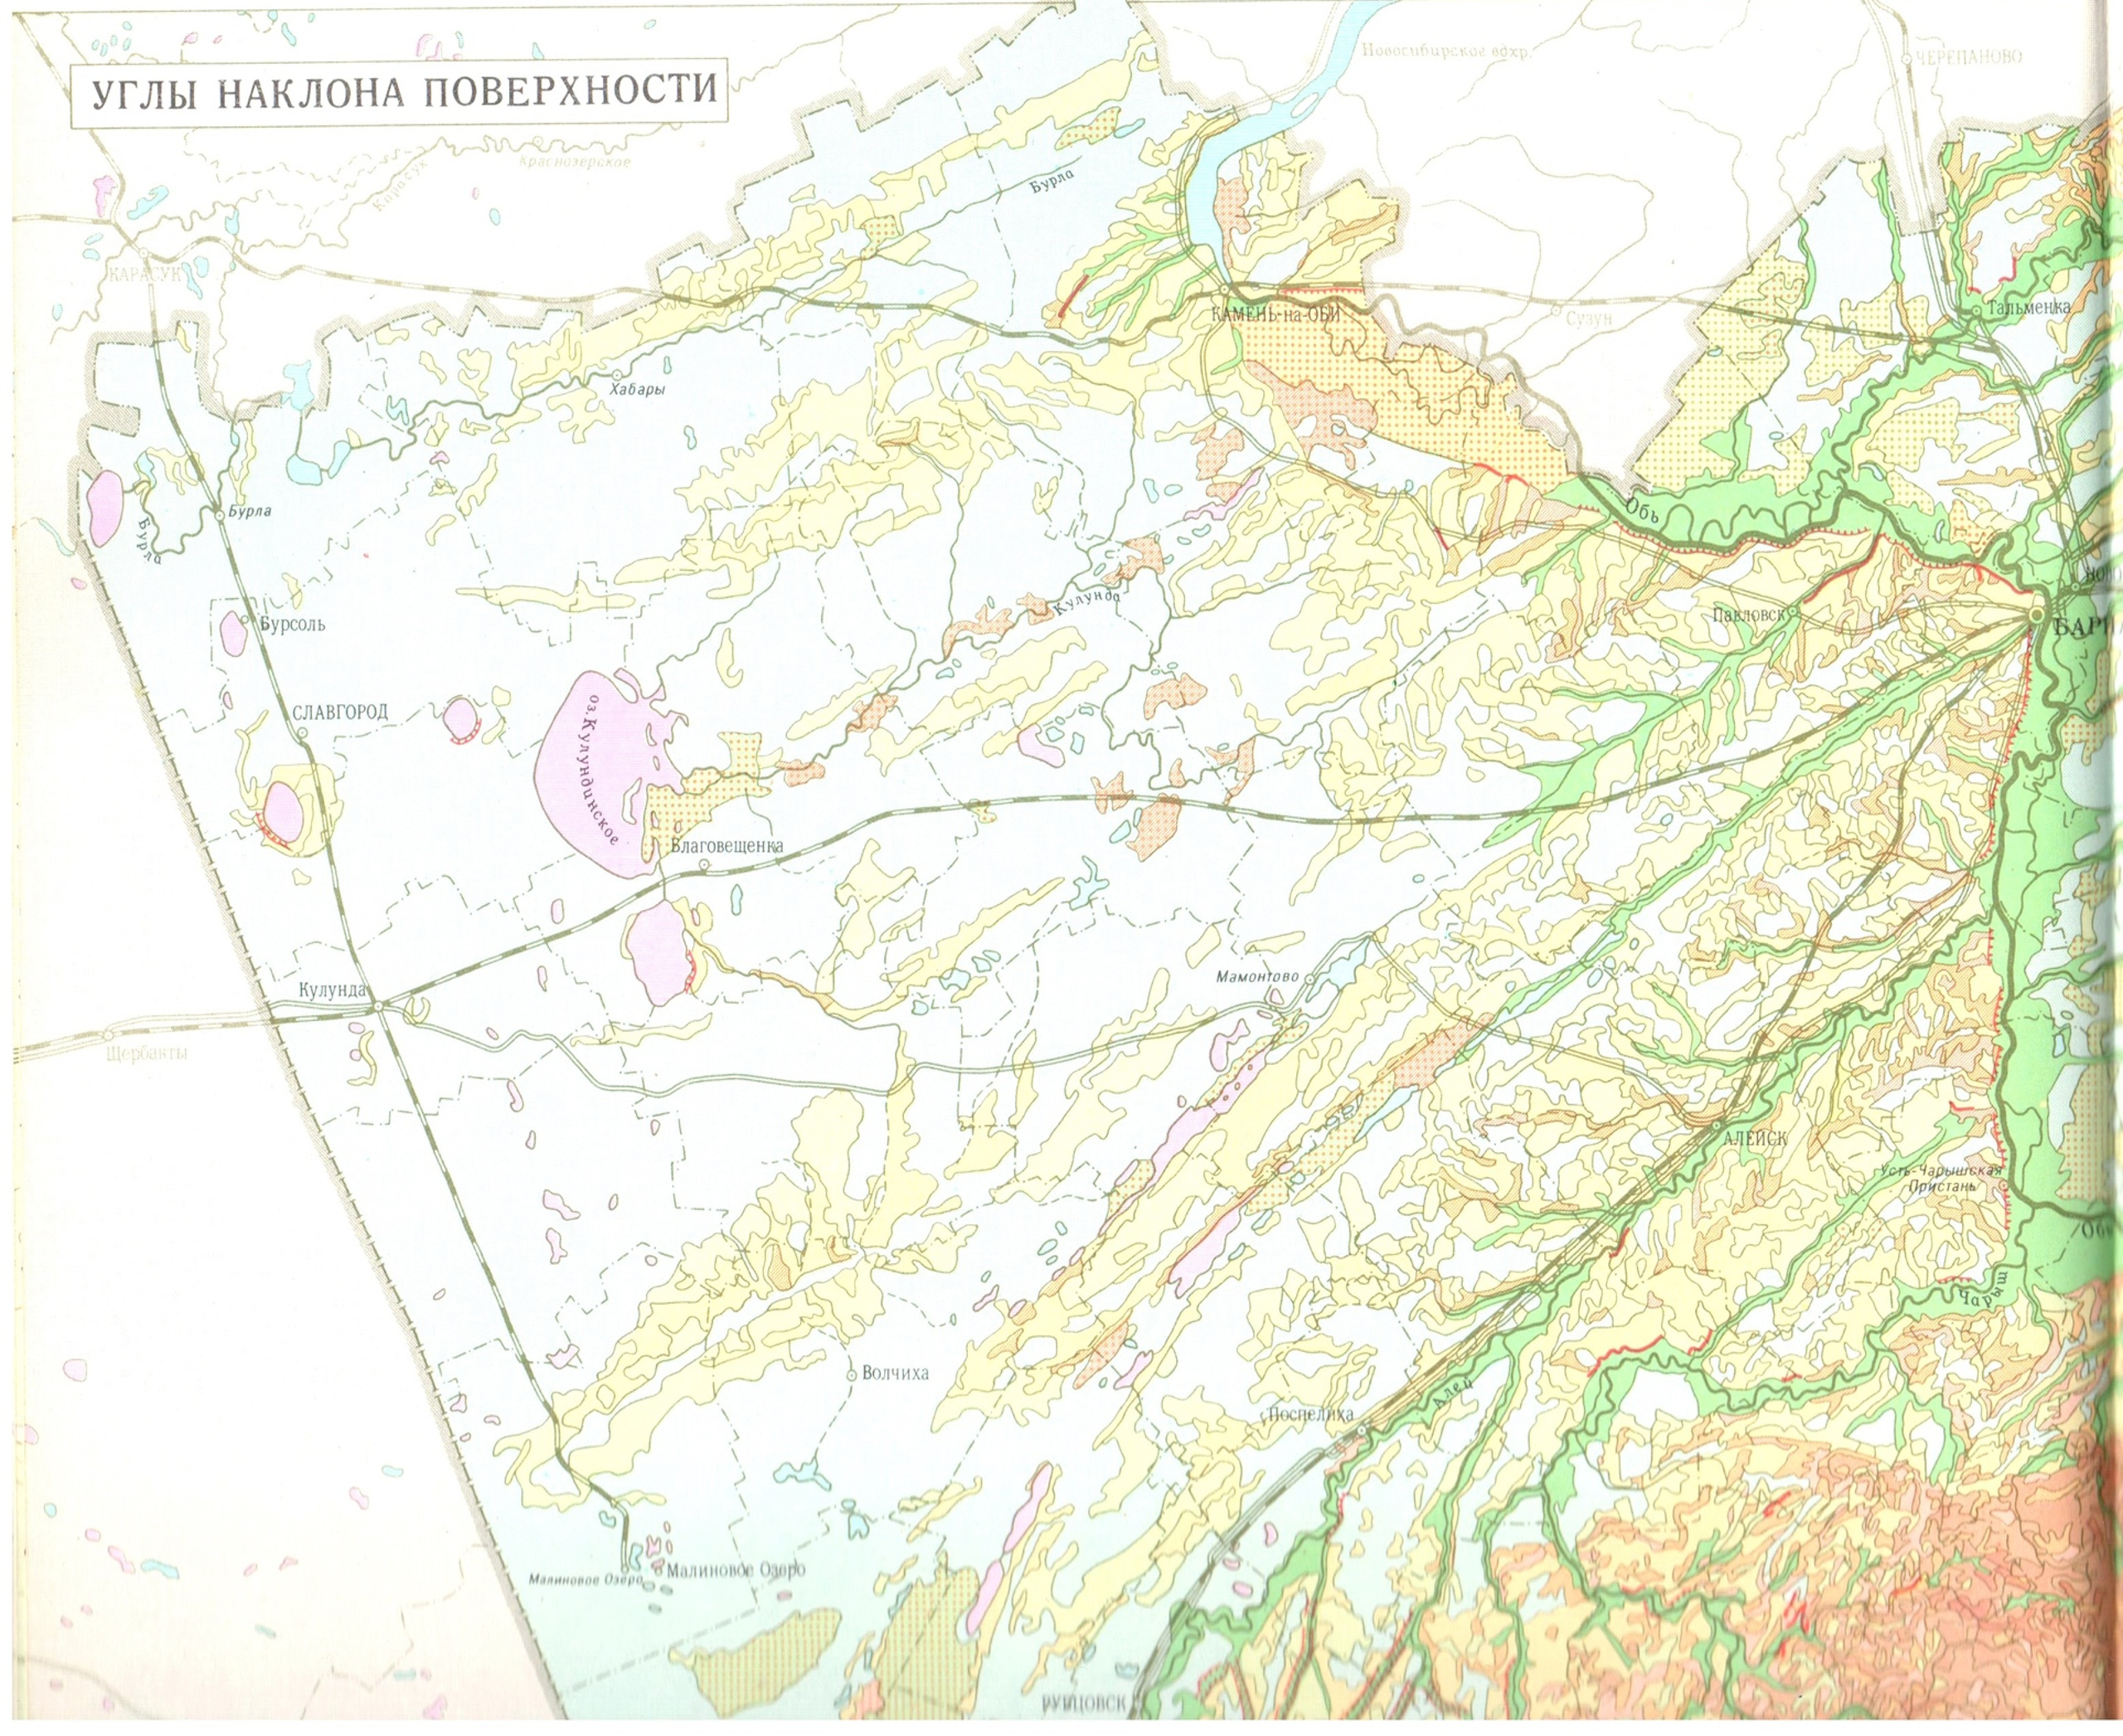 УГЛЫ НАКЛОНА ПОВЕРХНОСТИ
Новосибирское вдхр.
ЧЕРЕПАНОВО
Краснозерское
Карасук
Бурла
КАРАСУК
КАМЕНЬ-на-ОБИ
Сузун
Тальменка
Хабары
Бурла
Бурла
Обь
Кулунда
Павловск
Бурсоль
БАРН
СЛАВГОРОД
оз. Кулундинское
Благовещенка
Мамонтово
Кулунда
Щербакты
АЛЕЙСК
Усть-Чарышская
Пристань
Обь
Чарыш
Волчиха
Алей
Поспелиха
Малиновое Озеро
Малиновое Озеро
РУБЦОВСК